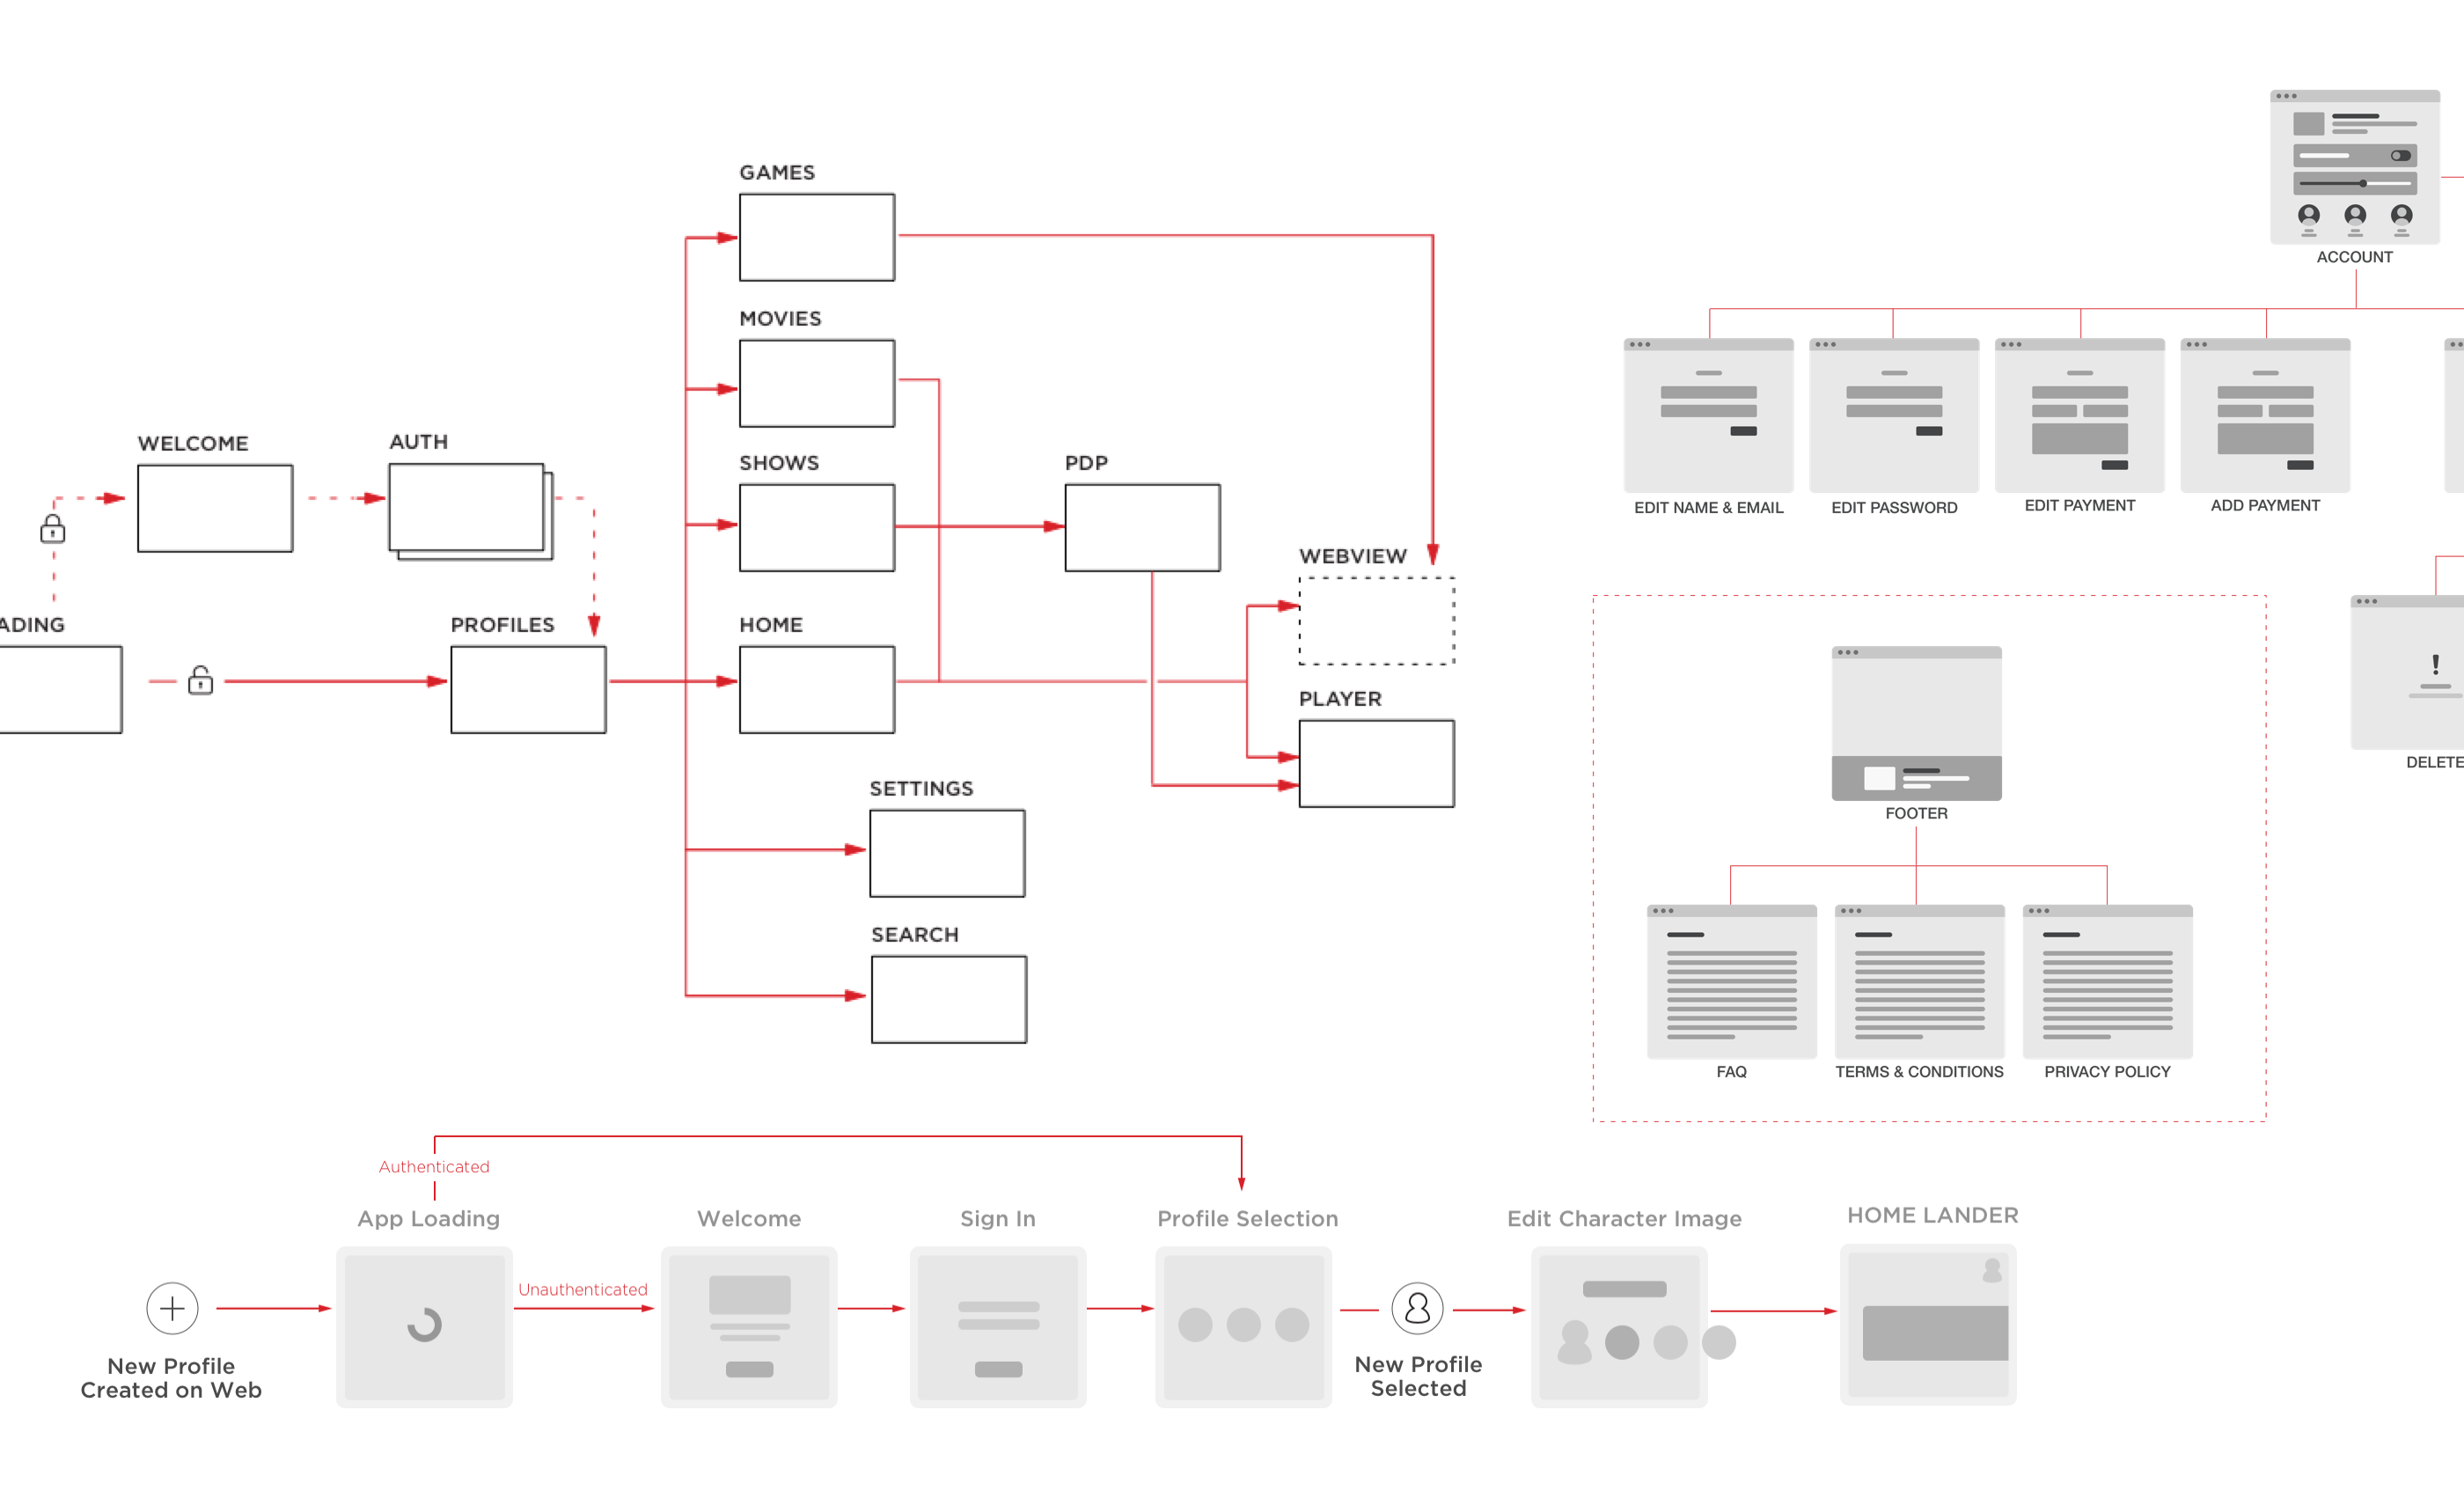 GAMES
MOVIES
WELCOME
AUTH
SHOWS
PDP
WEBVIEW
ADING
PROFILES
HOME
PLAYER
SETTINGS
SEARCH
ACCOUNT
EDIT NAME & EMAIL
EDIT PASSWORD
EDIT PAYMENT
ADD PAYMENT
DELETE
FOOTER
FAQ
TERMS & CONDITIONS
PRIVACY POLICY
Authenticated
App Loading
Welcome
Sign In
Profile Selection
Edit Character Image
HOME LANDER
Unauthenticated
New Profile
Created on Web
New Profile
Selected